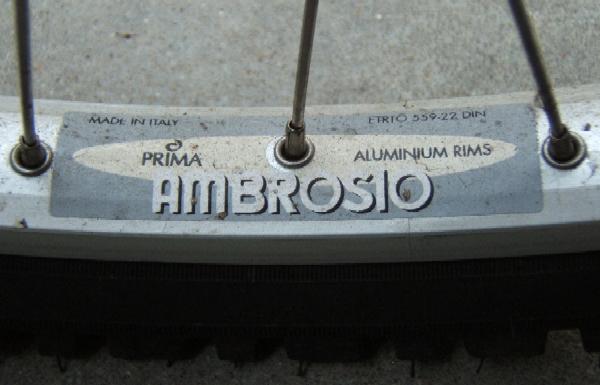 MADE IN ITALY
ETRTO 559-22 DIN
PRIMA
ALUMINIUM RIMS
AMBROSIO